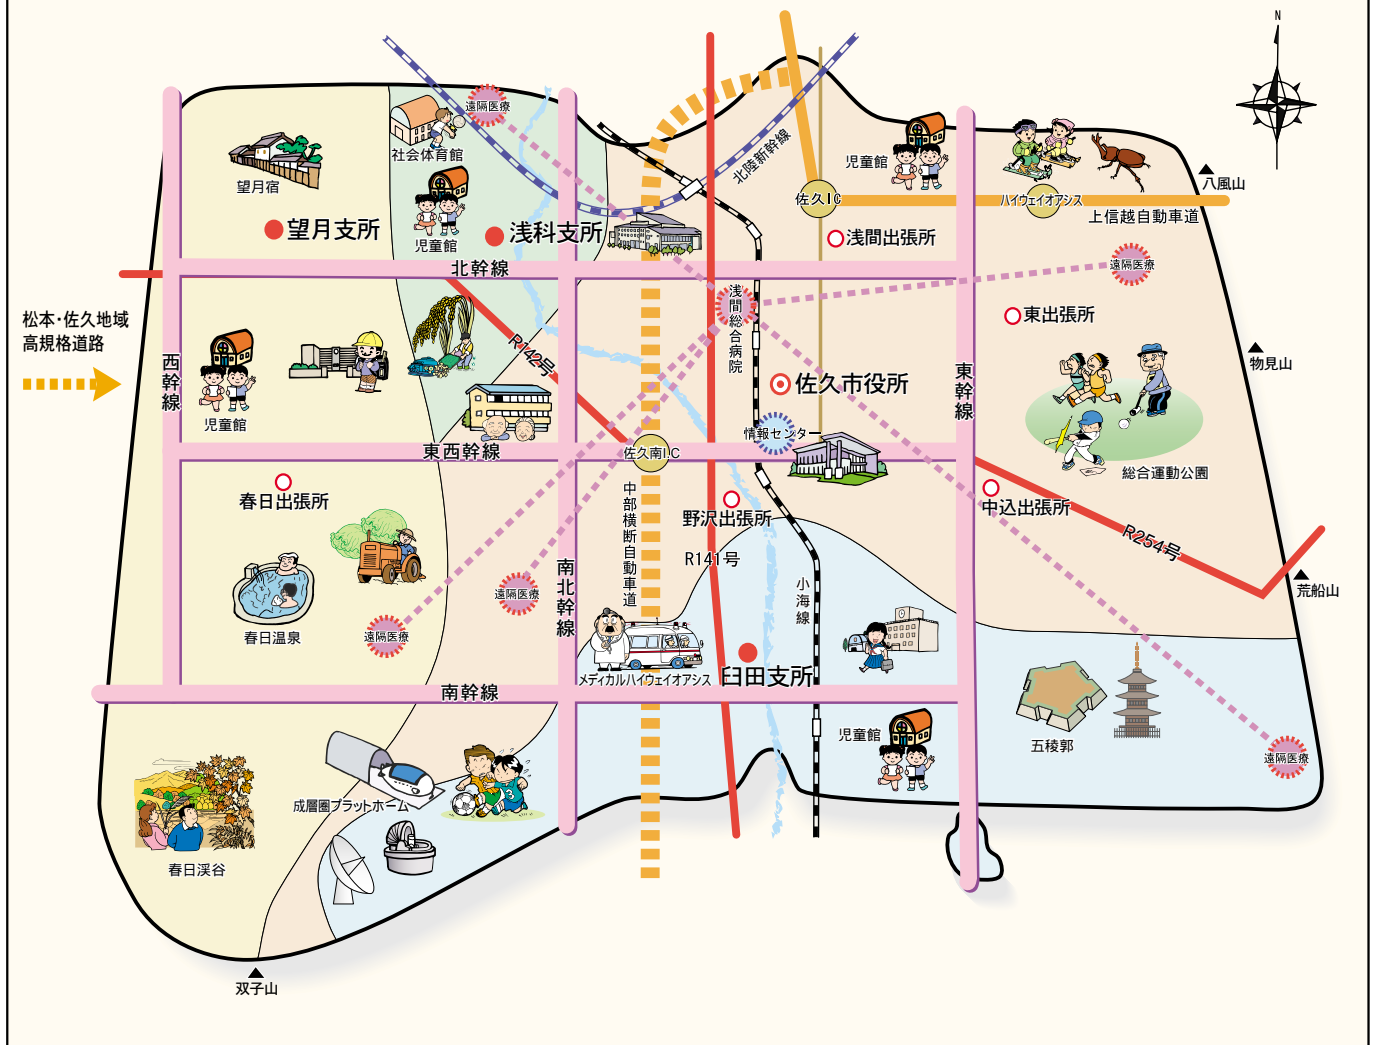 N
遠隔医療
社会体育館
望月宿
児童館
北陸新幹線
佐久IC
児童館
ハイウェイオアシス
八風山
上信越自動車道
望月支所
浅科支所
浅間出張所
北幹線
遠隔医療
浅間総合病院
東出張所
松本・佐久地域
高規格道路
R142号
物見山
西幹線
東幹線
佐久市役所
児童館
情報センター
東西幹線
佐久南I.C
総合運動公園
春日出張所
中部横断自動車道
野沢出張所
中込出張所
R254号
R141号
南北幹線
小海線
荒船山
遠隔医療
遠隔医療
春日温泉
メディカルハイウェイオアシス
臼田支所
南幹線
児童館
五稜郭
遠隔医療
成層圏プラットホーム
3
春日渓谷
双子山